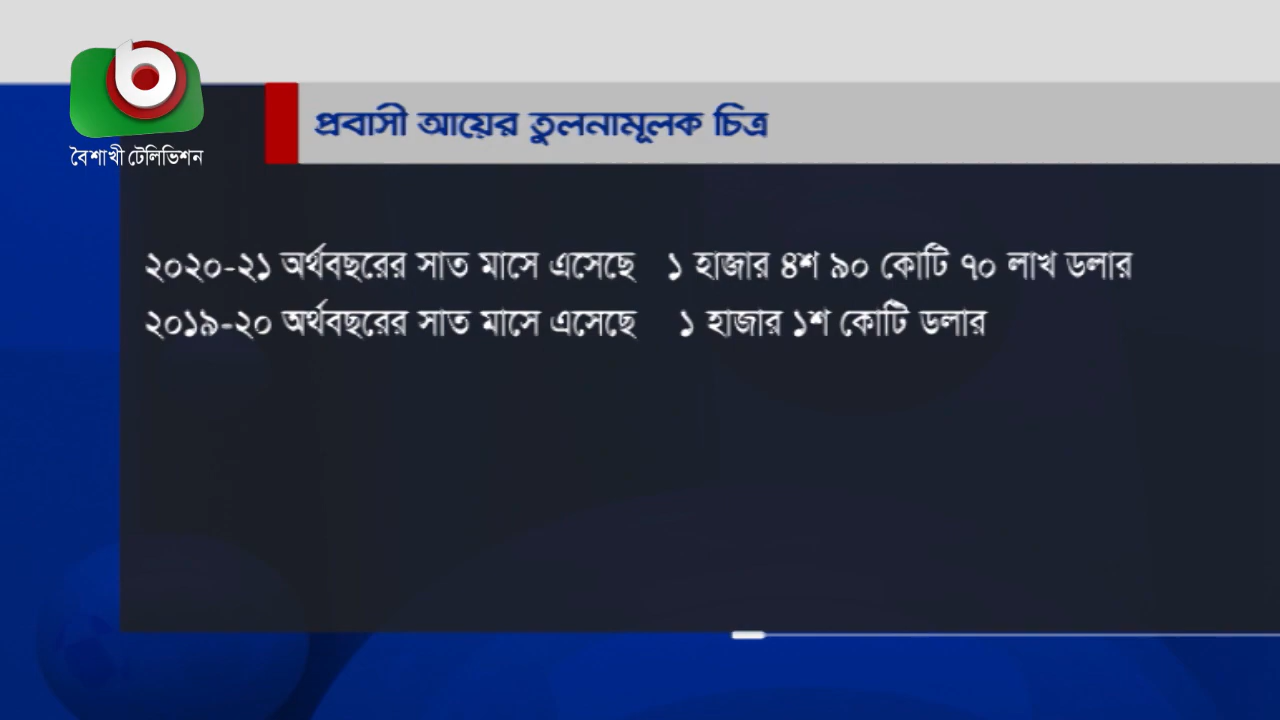 প্রবাসী আয়ের তুলনামূলক চিত্র
বৈশাখী টেলিভিশন
২০২০-২১ অর্থবছরের সাত মাসে এসেছে ১ হাজার ৪শ ৯০ কোটি ৭০ লাখ ডলার
২০১৯-২০ অর্থবছরের সাত মাসে এসেছে ১ হাজার ১শ কোটি ডলার